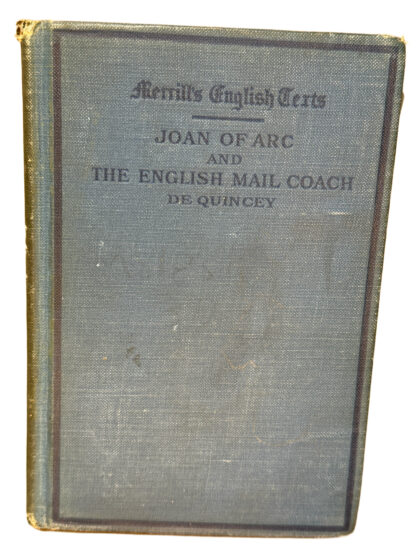 Merrill's English Texts
JOAN OF ARC
AND
THE ENGLISH MAIL COACH
DE QUINCEY